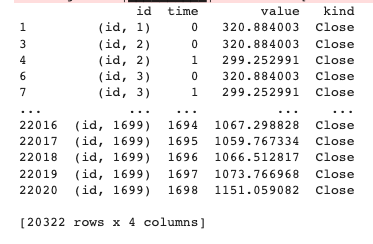 id time value kind
1 (id, 1) 0 320.884003 Close
3 (id, 2) 0 320.884003 Close
4 (id, 2) 1 299.252991 Close
6 (id, 3) 0 320.884003 Close
7 (id, 3) 1 299.252991 Close
... ... ... ... ...
22016 (id, 1699) 1694 1067.298828 Close
22017 (id, 1699) 1695 1059.767334 Close
22018 (id, 1699) 1696 1066.512817 Close
22019 (id, 1699) 1697 1073.766968 Close
22020 (id, 1699) 1698 1151.059082 Close
[20322 rows x 4 columns]